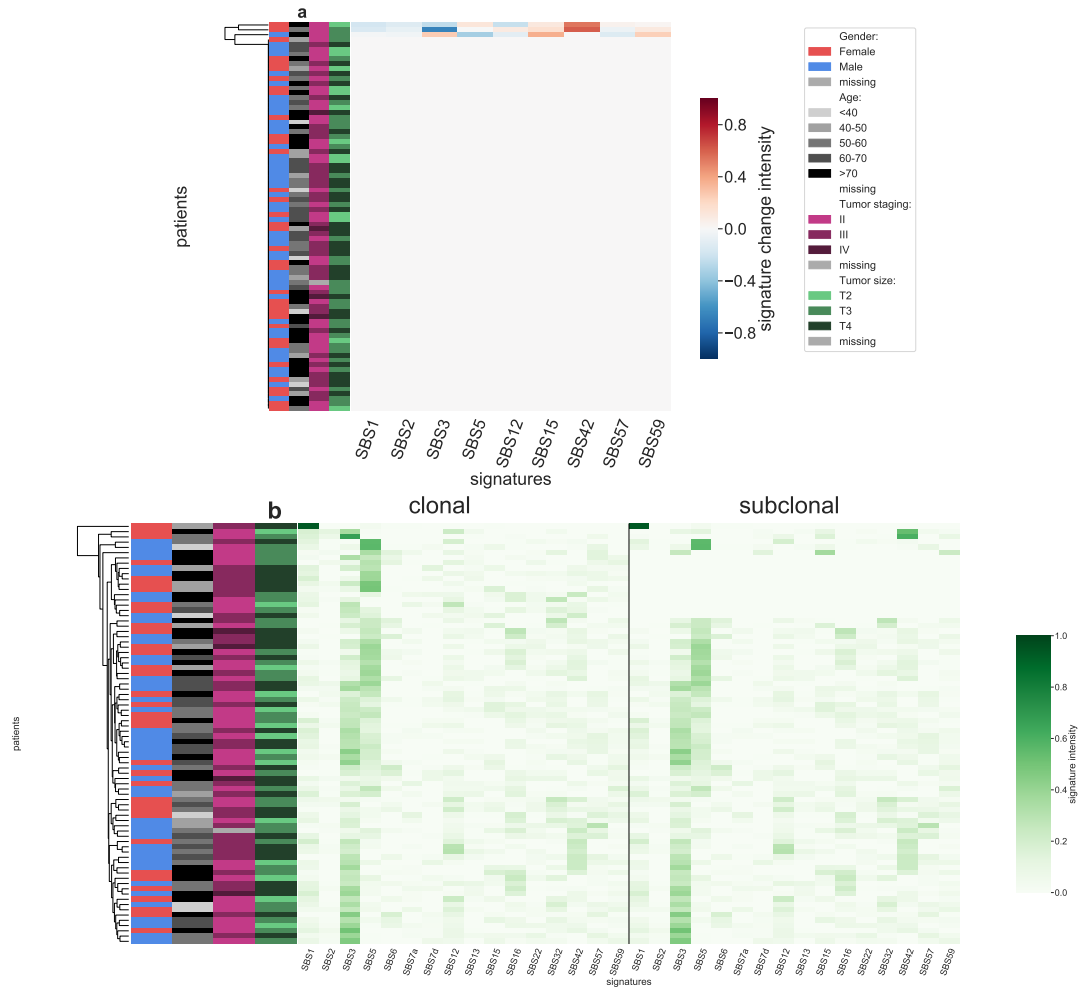 a
patients
SBS1 SBS2 SBS3 SBS5 SBS12 SBS15 SBS42 SBS57 SBS59
signatures
0.8
0.4
0.0
−0.4
−0.8
signature change intensity
Gender:
Female
Male
missing
Age:
<40
40-50
50-60
60-70
>70
missing
Tumor staging:
II
III
IV
missing
Tumor size:
T2
T3
T4
missing
b
clonal
subclonal
patients
SBS1 SBS2 SBS3 SBS5 SBS6 SBS7a SBS7d SBS12 SBS13 SBS15 SBS16 SBS22 SBS32 SBS42 SBS57 SBS59 SBS1 SBS2 SBS3 SBS5 SBS6 SBS7a SBS7d SBS12 SBS13 SBS15 SBS16 SBS22 SBS32 SBS42 SBS57 SBS59
signatures
1.0
0.8
0.6
0.4
0.2
0.0
signature intensity